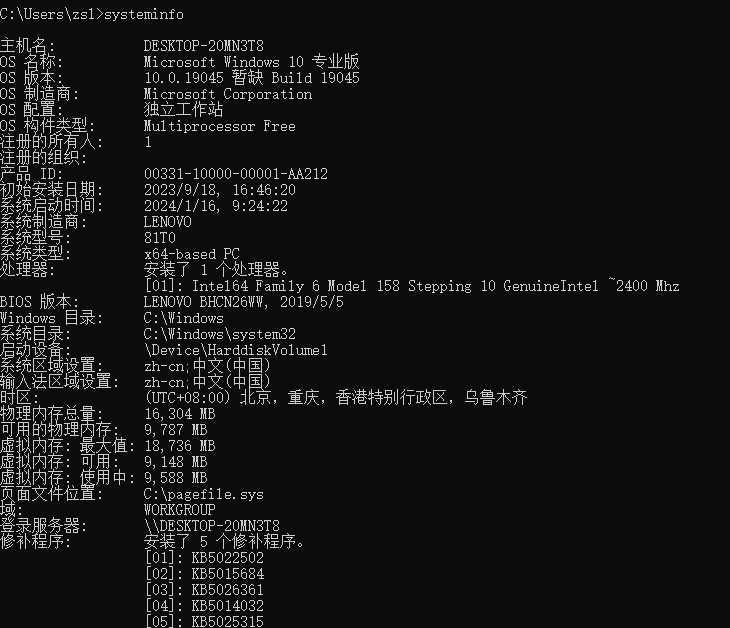 C:\Users\zsl>systeminfo
主机名: DESKTOP-20MN3T8
OS 名称: Microsoft Windows 10 专业版
OS 版本: 10.0.19045 暂缺 Build 19045
OS 制造商: Microsoft Corporation
OS 配置: 独立工作站
OS 构件类型: Multiprocessor Free
注册的所有人: 1
注册的组织:
产品 ID: 00331-10000-00001-AA212
初始安装日期: 2023/9/18, 16:46:20
系统启动时间: 2024/1/16, 9:24:22
系统制造商: LENOVO
系统型号: 81T0
系统类型: x64-based PC
处理器: 安装了 1 个处理器。
[01]: Intel64 Family 6 Model 158 Stepping 10 GenuineIntel ~2400 Mhz
BIOS 版本: LENOVO BHCN26WW, 2019/5/5
Windows 目录: C:\Windows
系统目录: C:\Windows\system32
启动设备: \Device\HarddiskVolume1
系统区域设置: zh-cn;中文(中国)
输入法区域设置: zh-cn;中文(中国)
时区: (UTC+08:00) 北京，重庆，香港特别行政区，乌鲁木齐
物理内存总量: 16,304 MB
可用的物理内存: 9,787 MB
虚拟内存: 最大值: 18,736 MB
虚拟内存: 可用: 9,148 MB
虚拟内存: 使用中: 9,588 MB
页面文件位置: C:\pagefile.sys
域: WORKGROUP
登录服务器: \\DESKTOP-20MN3T8
修补程序: 安装了 5 个修补程序。
[01]: KB5022502
[02]: KB5015684
[03]: KB5026361
[04]: KB5014032
[05]: KB5025315